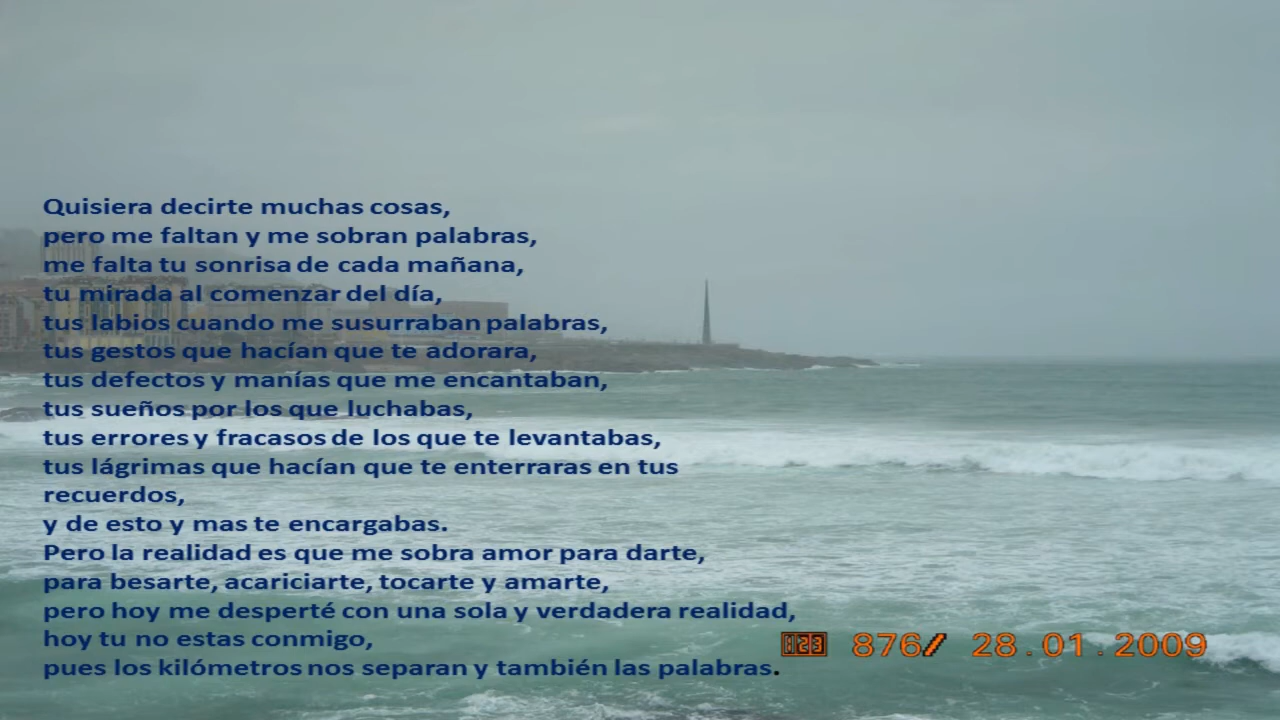 Quisiera decirte muchas cosas,
pero me faltan y me sobran palabras,
me falta tu sonrisa de cada mañana,
tu mirada al comenzar del día,
tus labios cuando me susurraban palabras,
tus gestos que hacían que te adorara,
tus defectos y manías que me encantaban,
tus sueños por los que luchabas,
tus errores y fracasos de los que te levantabas,
tus lágrimas que hacían que te enterraras en tus
recuerdos,
y de esto y mas te encargabas.
Pero la realidad es que me sobra amor para darte,
para besarte, acariciarte, tocarte y amarte,
pero hoy me desperté con una sola y verdadera realidad,
hoy tu no estas conmigo,
pues los kilómetros nos separan y también las palabras.
123 876/ 28.01.2009